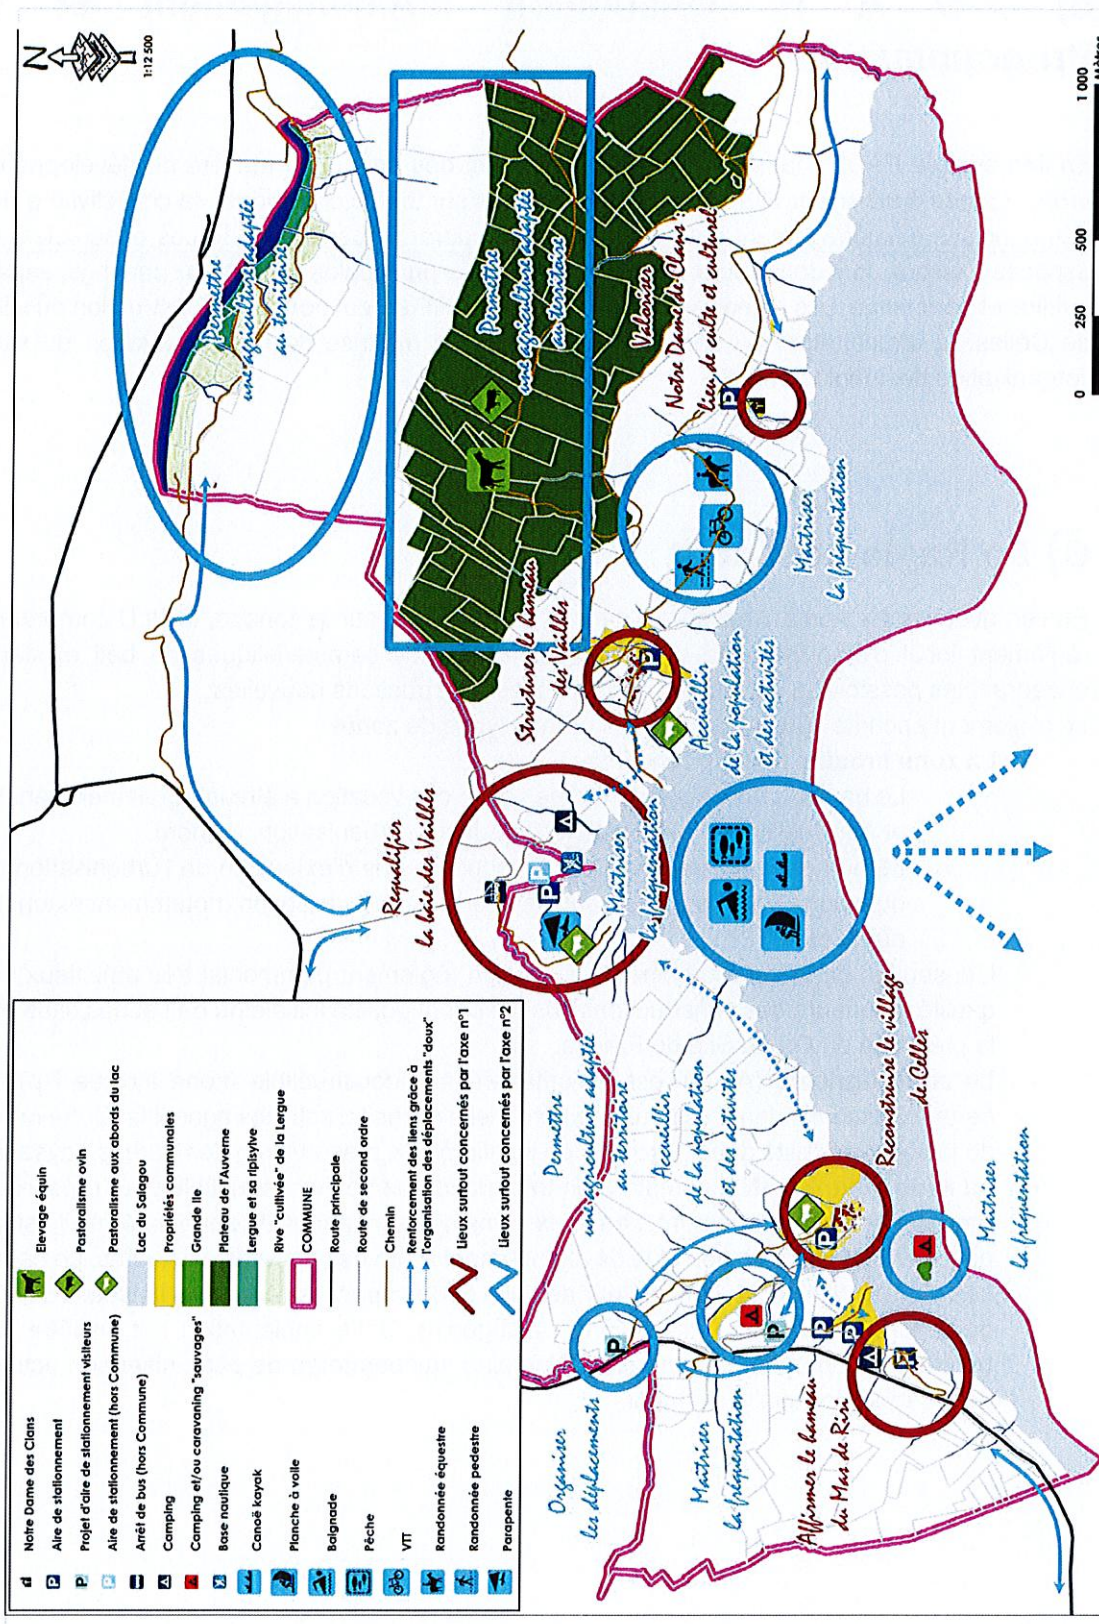 N
1:12 500
Notre Dame des Clans
Aire de stationnement
Projet d'aire de stationnement visiteurs
Aire de stationnement (hors Commune)
Arrêt de bus (hors Commune)
Camping
Camping et/ou caravaning "sauvages"
Base nautique
Canoë kayak
Planche à voile
Baignade
Pêche
VTT
Randonnée équestre
Randonnée pedestre
Parapente
Elevage équin
Pastoralisme ovin
Pastoralisme aux abords du lac
Lac du Salagou
Propriétés communales
Grande Ile
Plateau de l'Auverne
Lergue et sa ripisylve
Rive "cultivée" de la Lergue
COMMUNE
Route principale
Route de second ordre
Chemin
Renforcement des liens grâce à
l'organisation des déplacements "doux"
Lieux surtout concernés par l'axe n°1
Lieux surtout concernés par l'axe n°2
Permettre
une agriculture adaptée
au territoire
Permettre
une agriculture adaptée
au territoire
Valoriser
Notre Dame de Clans :
lieu de culte et culturel
Maîtriser
la fréquentation
Structurer le hameau
des Vaillés
Accueillir
de la population
et des activités
Requalifier
la baie des Vailhés
Maîtriser
la fréquentation
Permettre
une agriculture adaptée
au territoire
Accueillir
de la population
et des activités
Reconstruire le village
de Celles
Maîtriser
la fréquentation
Organiser
les déplacements
Maîtriser
la fréquentation
Affirmer le hameau
du Mas de Riri
P
P
P
P
P
P
P
P
P
0 250 500 1 000
Mètres